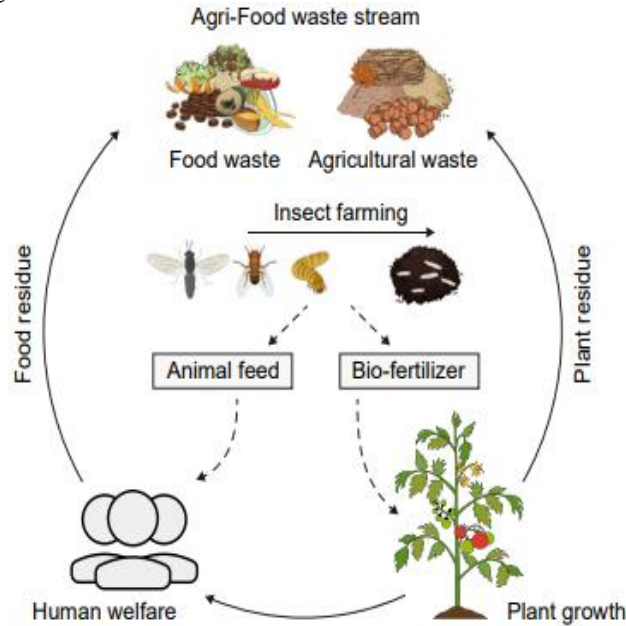 Agri-Food waste stream
Food waste
Agricultural waste
Insect farming
Food residue
Plant residue
Animal feed
Bio-fertilizer
Human welfare
Plant growth